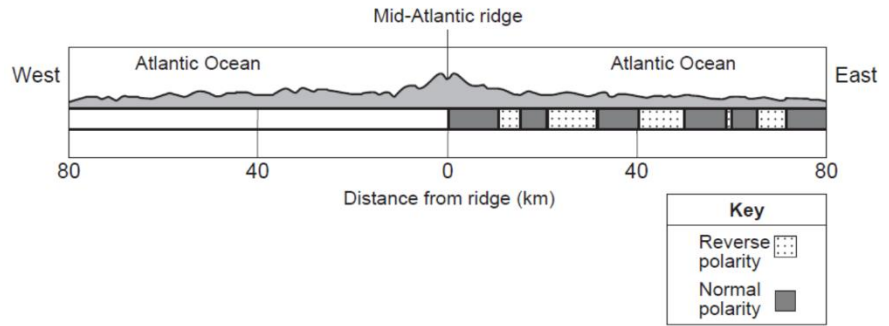 Mid-Atlantic ridge
West
Atlantic Ocean
Atlantic Ocean
East
80
40
0
40
80
Distance from ridge (km)
Key
Reverse
polarity
Normal
polarity